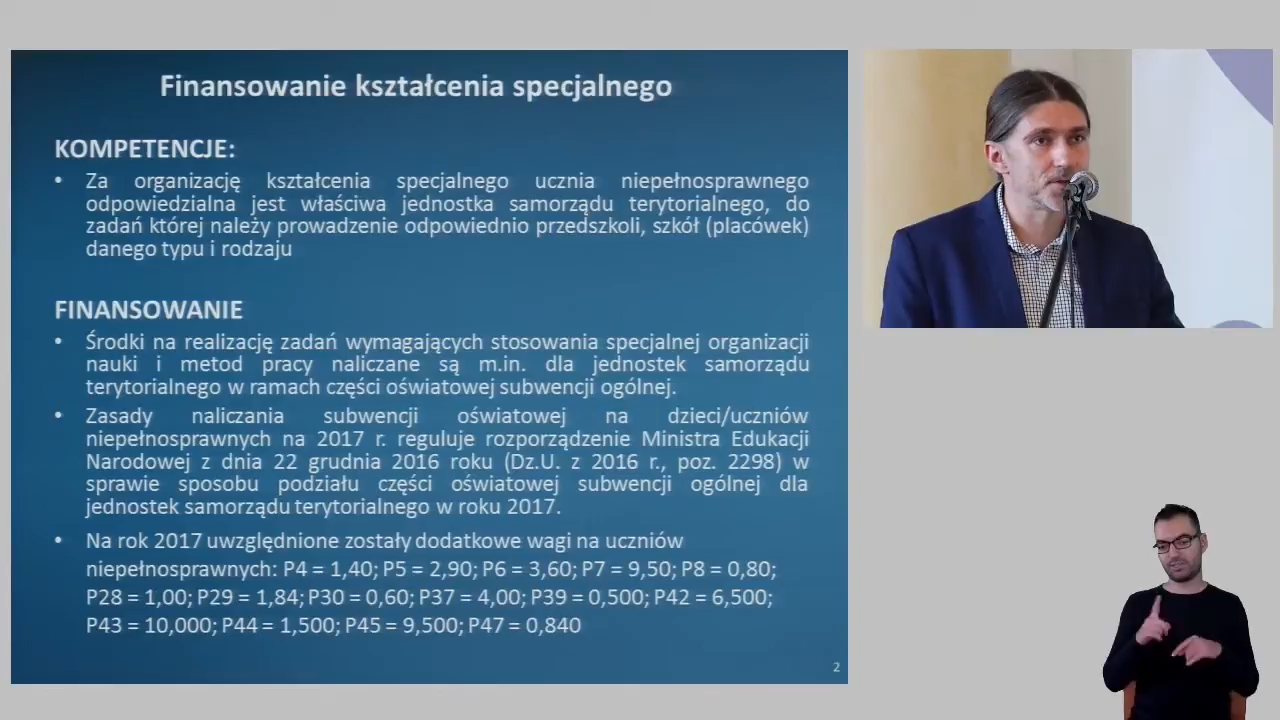 Finansowanie kształcenia specjalnego
KOMPETENCJE:
• Za organizację kształcenia specjalnego ucznia niepełnosprawnego
odpowiedzialna jest właściwa jednostka samorządu terytorialnego, do
zadań której należy prowadzenie odpowiednio przedszkoli, szkół (placówek)
danego typu i rodzaju
FINANSOWANIE
• Środki na realizację zadań wymagających stosowania specjalnej organizacji
nauki i metod pracy naliczane są m.in. dla jednostek samorządu
terytorialnego w ramach części oświatowej subwencji ogólnej.
• Zasady naliczania subwencji oświatowej na dzieci/uczniów
niepełnosprawnych na 2017 r. reguluje rozporządzenie Ministra Edukacji
Narodowej z dnia 22 grudnia 2016 roku (Dz.U. z 2016 r., poz. 2298) w
sprawie sposobu podziału części oświatowej subwencji ogólnej dla
jednostek samorządu terytorialnego w roku 2017.
• Na rok 2017 uwzględnione zostały dodatkowe wagi na uczniów
niepełnosprawnych: P4 = 1,40; P5 = 2,90; P6 = 3,60; P7 = 9,50; P8 = 0,80;
P28 = 1,00; P29 = 1,84; P30 = 0,60; P37 = 4,00; P39 = 0,500; P42 = 6,500;
P43 = 10,000; P44 = 1,500; P45 = 9,500; P47 = 0,840
2